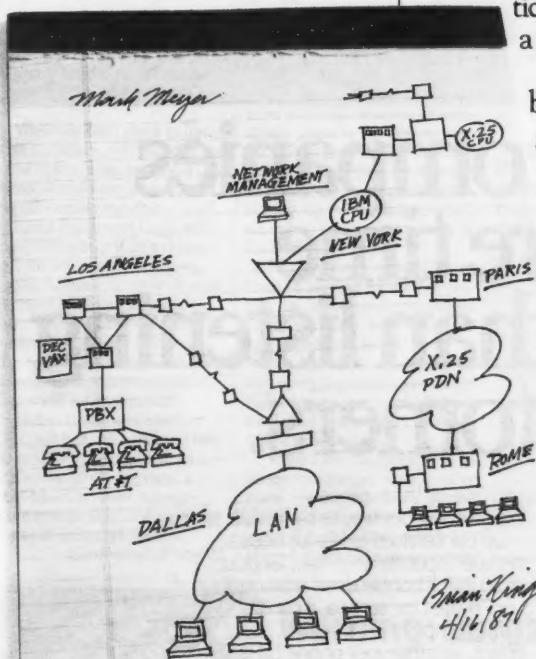 tic
a
b
Mark Meyer
X.25
CPU
NETWORK
MANAGEMENT
IBM
CPU
NEW YORK
LOS ANGELES
PARIS
DEC
VAX
X.25
PDN
PBX
ROME
AT&T
DALLAS
LAN
Brian King
4/16/87